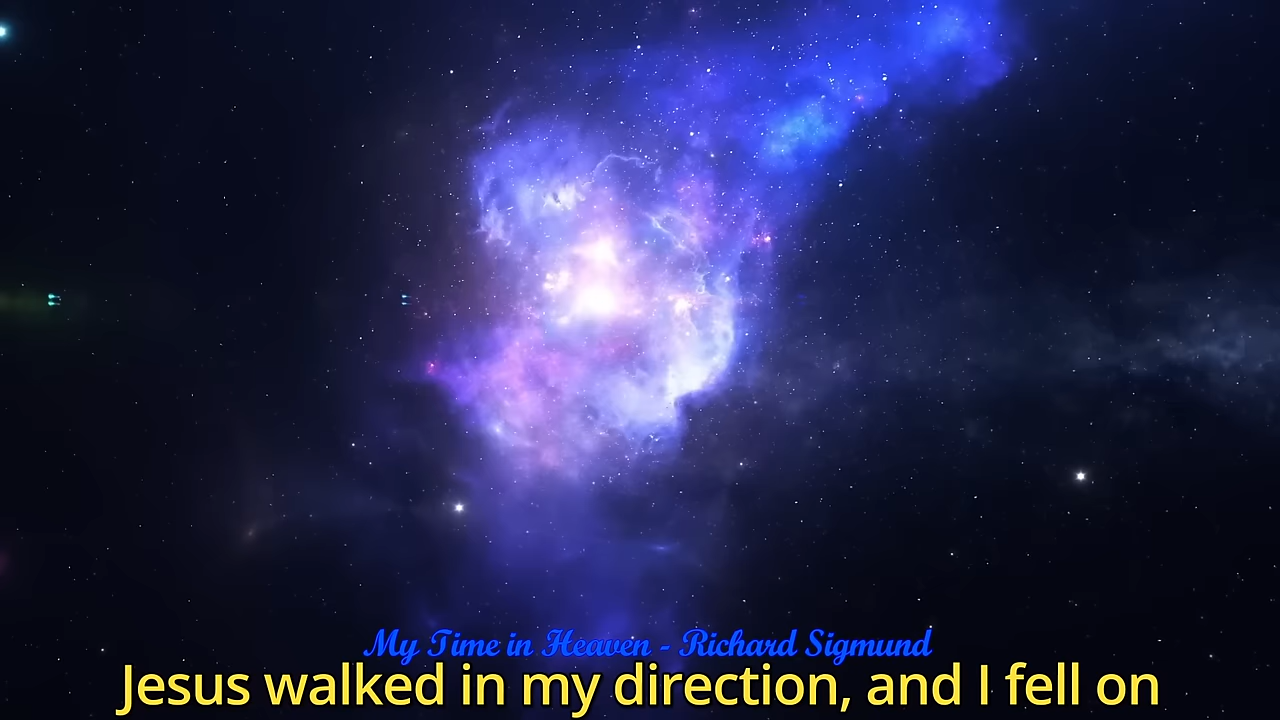 My Time in Heaven - Richard Sigmund
Jesus walked in my direction, and I fell on